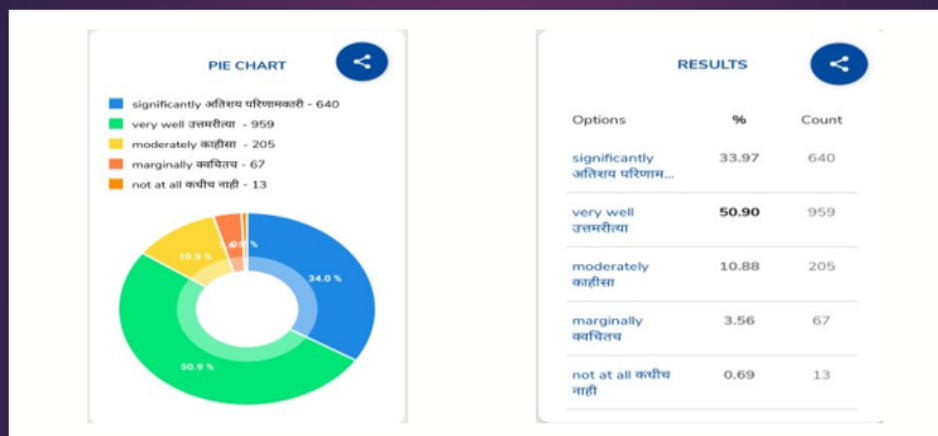 PIE CHART
significantly अतिशय परिणामकारी - 640
very well उत्तमरीत्या - 959
moderately काहीसा - 205
marginally क्वचितच - 67
not at all कधीच नाही - 13
34.0 %
10.9 %
50.9 %
RESULTS
Options % Count
significantly 33.97 640
अतिशय परिणाम...
very well 50.90 959
उत्तमरीत्या
moderately 10.88 205
काहीसा
marginally 3.56 67
क्वचितच
not at all कधीच 0.69 13
नाही